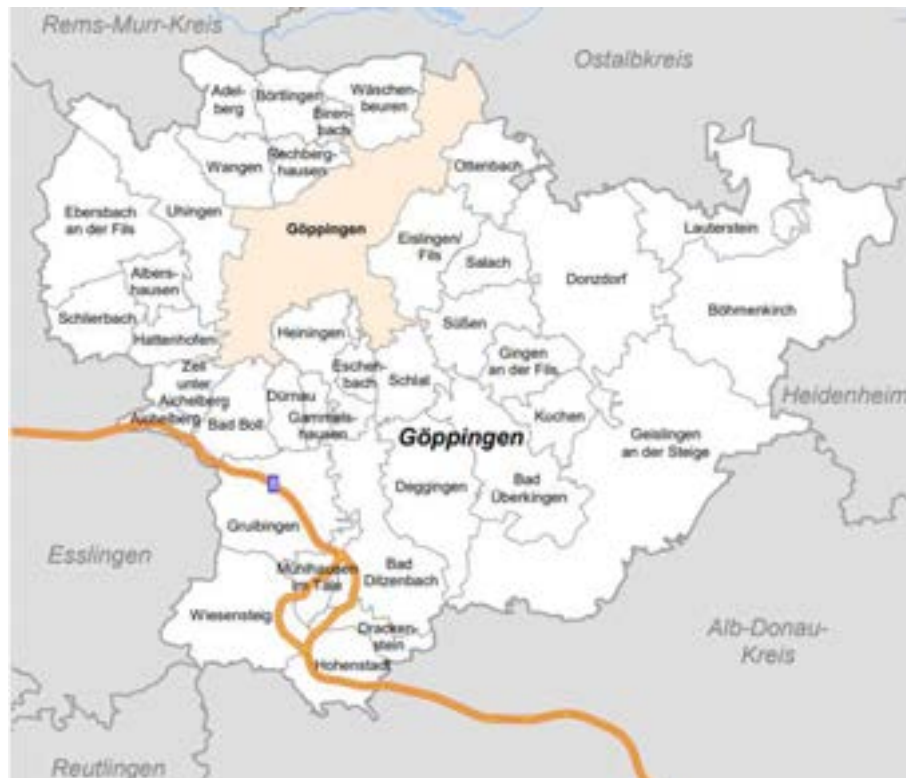 Rems-Murr-Kreis
Ostalbkreis
Adel-
berg
Börtlingen
Wäschen-
beuren
Biren-
bach
Wangen
Rechberg-
hausen
Ottenbach
Ebersbach
an der Fils
Uhingen
Göppingen
Eislingen/
Fils
Salach
Lauterstein
Donzdorf
Albers-
hausen
Böhmenkirch
Schlierbach
Hattenhofen
Heiningen
Süßen
Zell
unter
Aichelberg
Eschen-
bach
Schlat
Gingen
an der Fils
Dürnau
Aichelberg
Bad Boll
Gammels-
hausen
Kuchen
Heidenheim
Göppingen
Geislingen
an der Steige
Deggingen
Bad
Überkingen
Gruibingen
Esslingen
Mühlhausen
im Täle
Bad
Ditzenbach
Wiesensteig
Dracken-
stein
Hohenstadt
Alb-Donau-
Kreis
Reutlingen